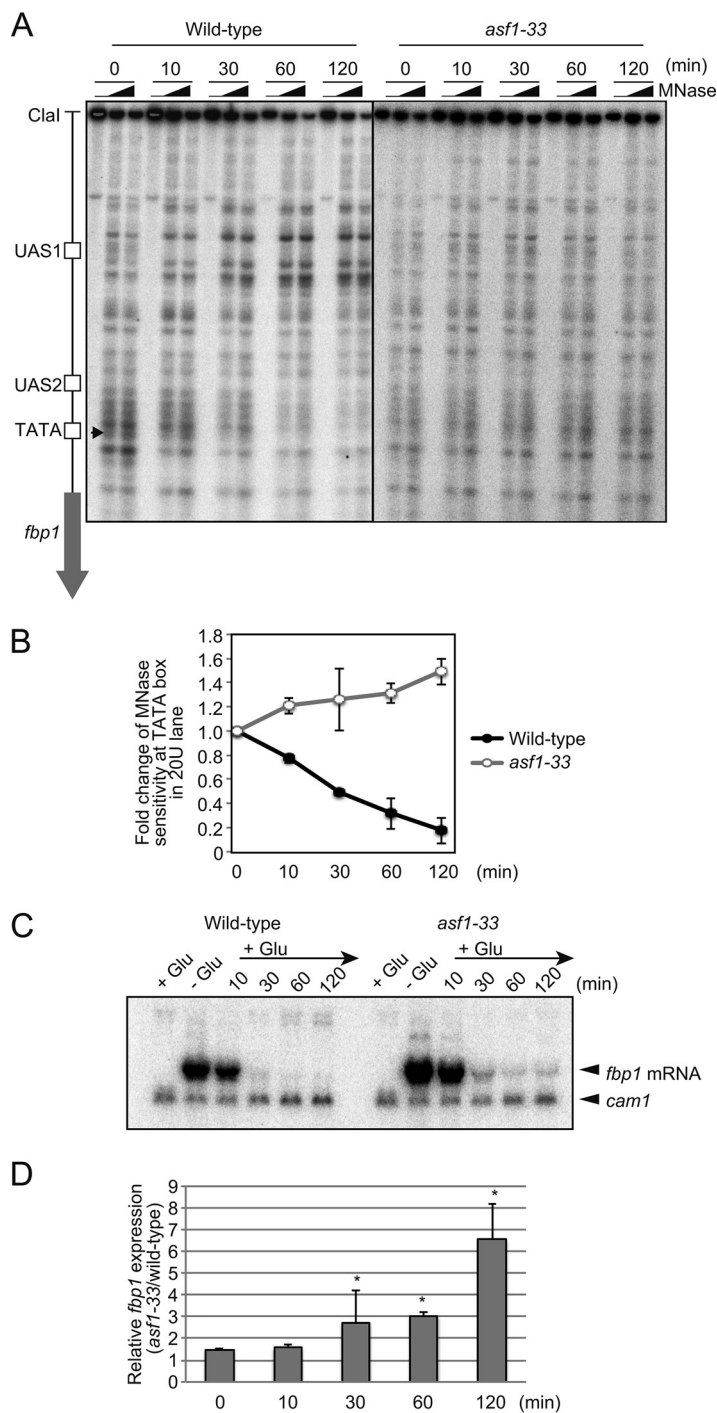 A
Wild-type
asf1-33
0 10 30 60 120 0 10 30 60 120 (min)
MNase
ClaI
UAS1
UAS2
TATA
fbp1
B
Fold change of MNase
sensitivity at TATA box
in 20U lane
1.8
1.6
1.4
1.2
1.0
0.8
0.6
0.4
0.2
0
0 10 30 60 120 (min)
Wild-type
asf1-33
C
Wild-type
asf1-33
+ Glu
+ Glu
+ Glu - Glu 10 30 60 120 + Glu - Glu 10 30 60 120 (min)
fbp1 mRNA
cam1
D
Relative fbp1 expression
(asf1-33/wild-type)
9
8
7
6
5
4
3
2
1
0
* * *
0 10 30 60 120 (min)